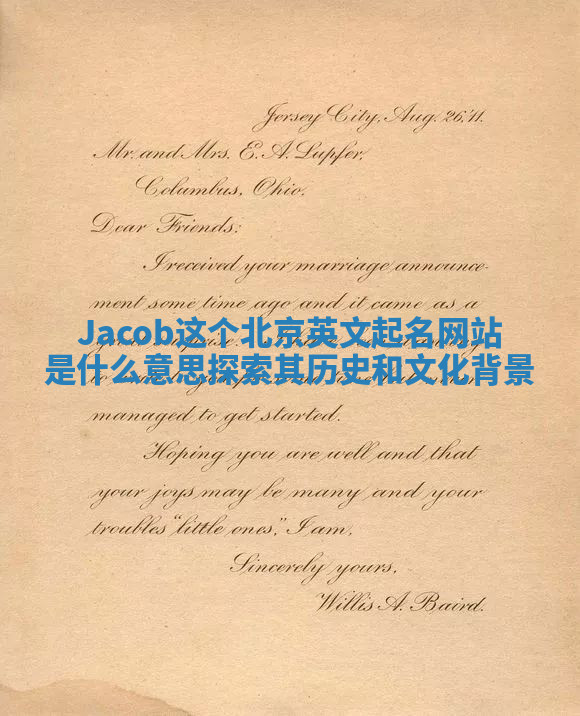 Jersey City, Aug. 26,'11.
Mr. and Mrs. E. A. Lupfer,
Columbus, Ohio.
Dear Friends:
I received your marriage announce-
ment some time ago and it came as a
Jacob这个北京英文起名网站
是什么意思探索其历史和文化背景
managed to get started.
Hoping you are well and that
your joys may be many and your
troubles "little ones," I am,
Sincerely yours,
Willis A. Baird.